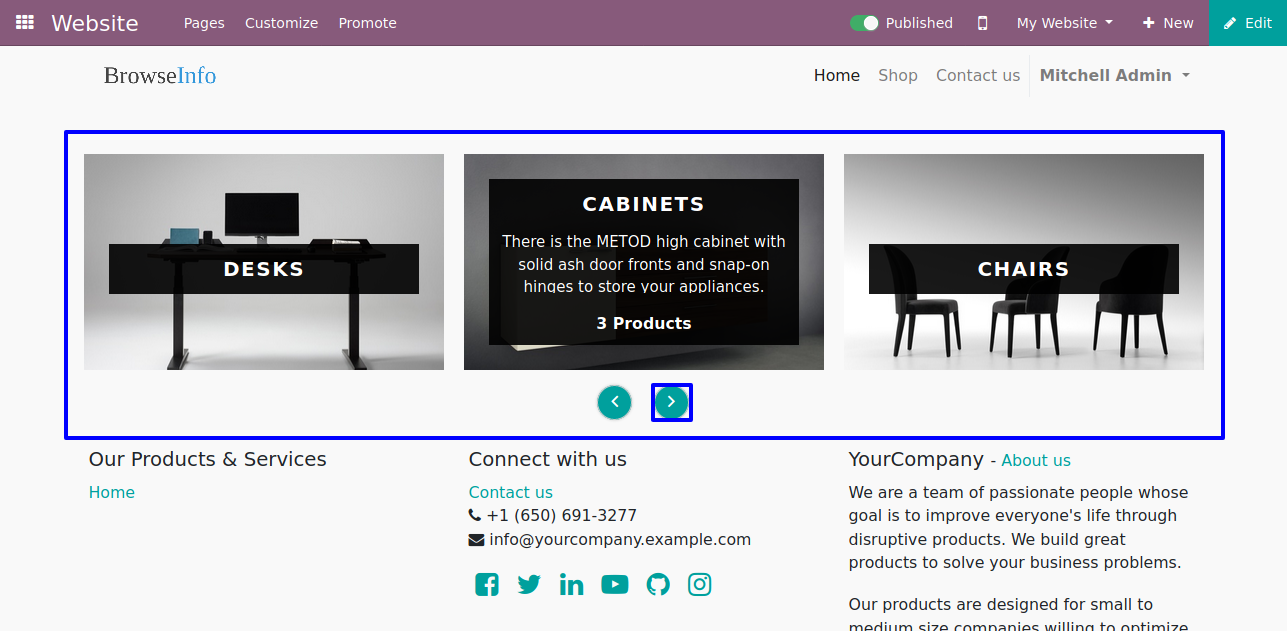 Website Pages Customize Promote Published My Website New Edit
BrowseInfo Home Shop Contact us Mitchell Admin
DESKS
CABINETS
There is the METOD high cabinet with
solid ash door fronts and snap-on
hinges to store your appliances.
3 Products
CHAIRS
Our Products & Services
Home
Connect with us
Contact us
+1 (650) 691-3277
info@yourcompany.example.com
YourCompany - About us
We are a team of passionate people whose
goal is to improve everyone's life through
disruptive products. We build great
products to solve your business problems.
Our products are designed for small to
medium size companies willing to optimize